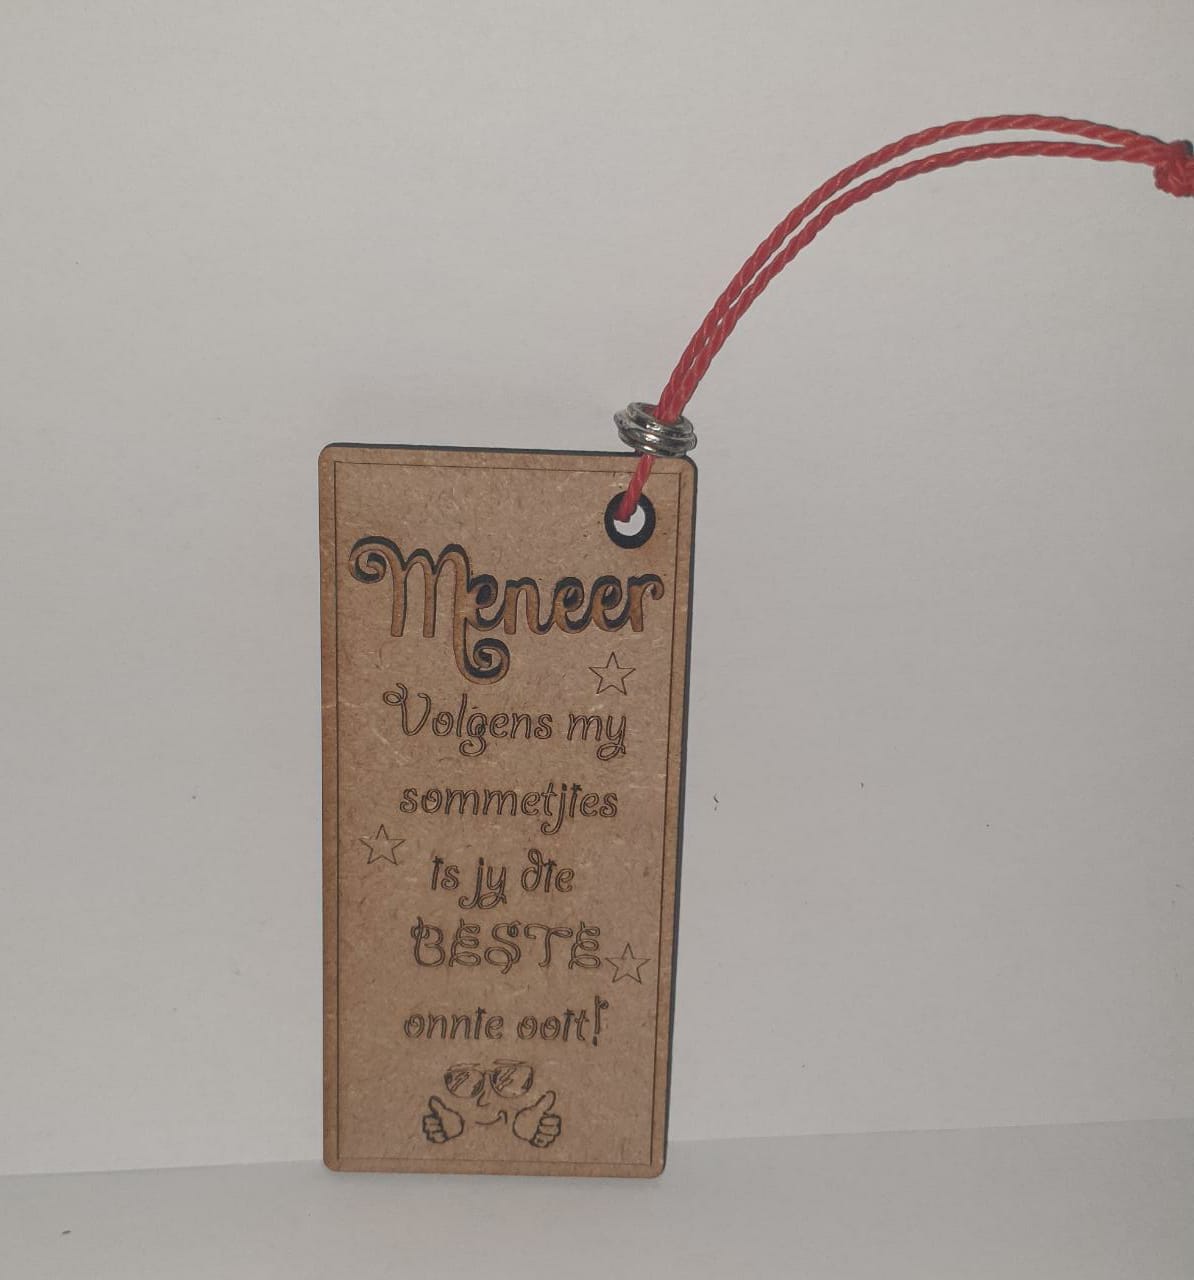 Meneer
Volgens my
sommetjies
is jy die
BESTE
onnie ooit!